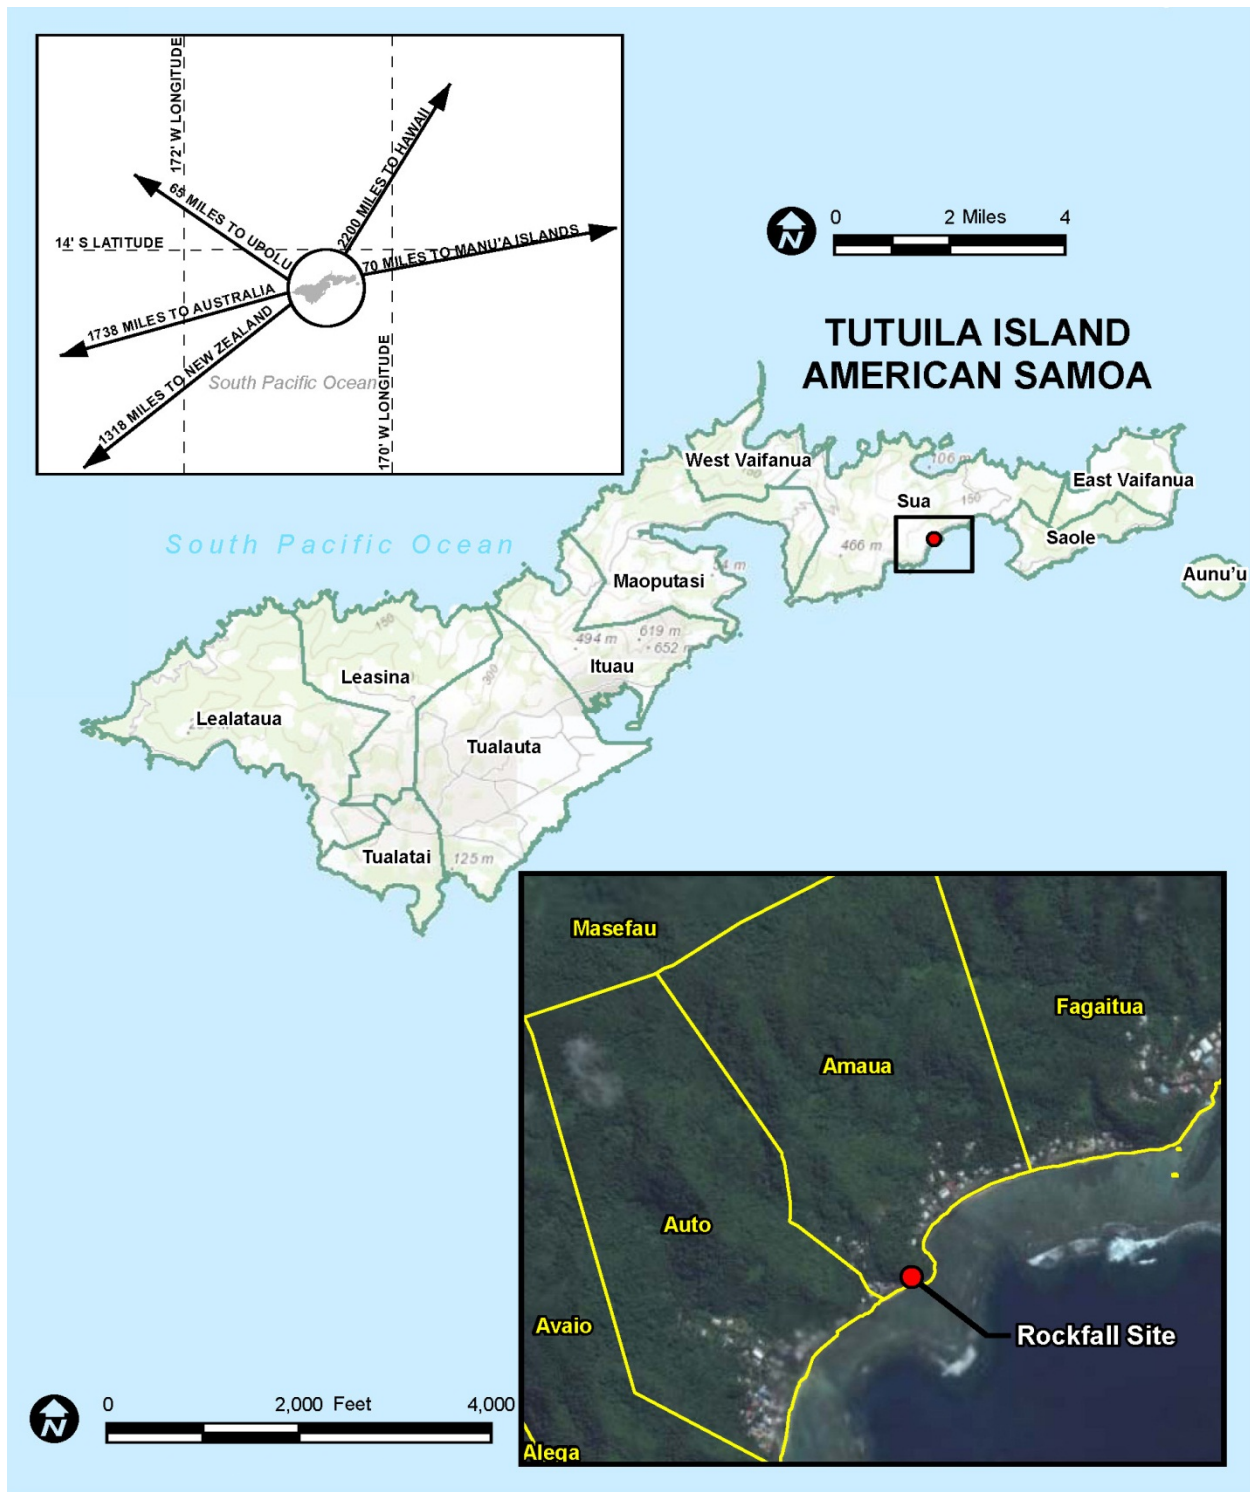 172' W LONGITUDE
65 MILES TO UPOLU
2200 MILES TO HAWAII
14' S LATITUDE
70 MILES TO MANU'A ISLANDS
1738 MILES TO AUSTRALIA
1318 MILES TO NEW ZEALAND
South Pacific Ocean
170' W LONGITUDE
N
0 2 Miles 4
TUTUILA ISLAND
AMERICAN SAMOA
West Vaifanua
106 m
East Vaifanua
Sua
150
South Pacific Ocean
466 m
Saole
Aunu'u
Maoputasi
150
494 m
619 m
652 m
Ituau
Leasina
300
Lealataua
Tualauta
Tualatai
125 m
Masefau
Fagaitua
Amaua
Auto
Avaio
Rockfall Site
N
0 2,000 Feet 4,000
Alega